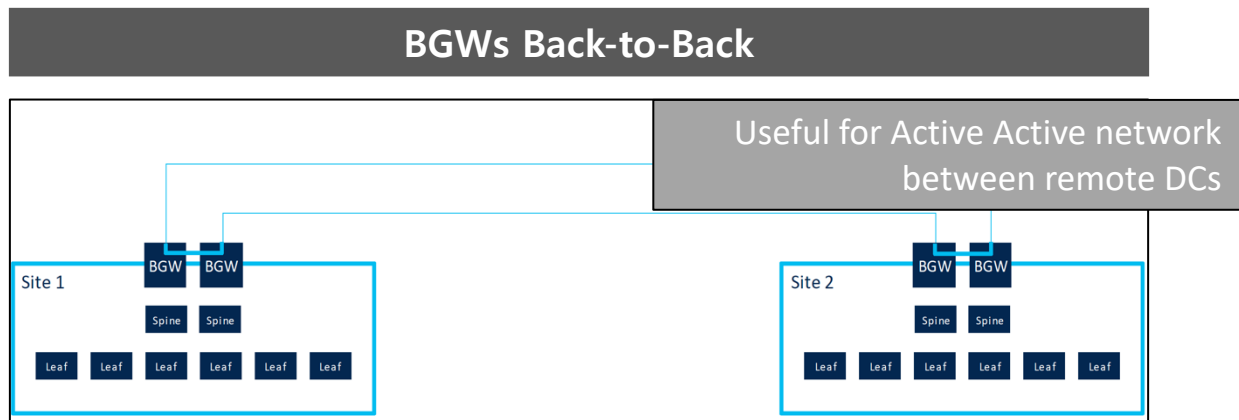 BGWs Back-to-Back
Useful for Active Active network
between remote DCs
Site 1
BGW BGW
Spine Spine
Leaf Leaf Leaf Leaf Leaf Leaf
Site 2
BGW BGW
Spine Spine
Leaf Leaf Leaf Leaf Leaf Leaf